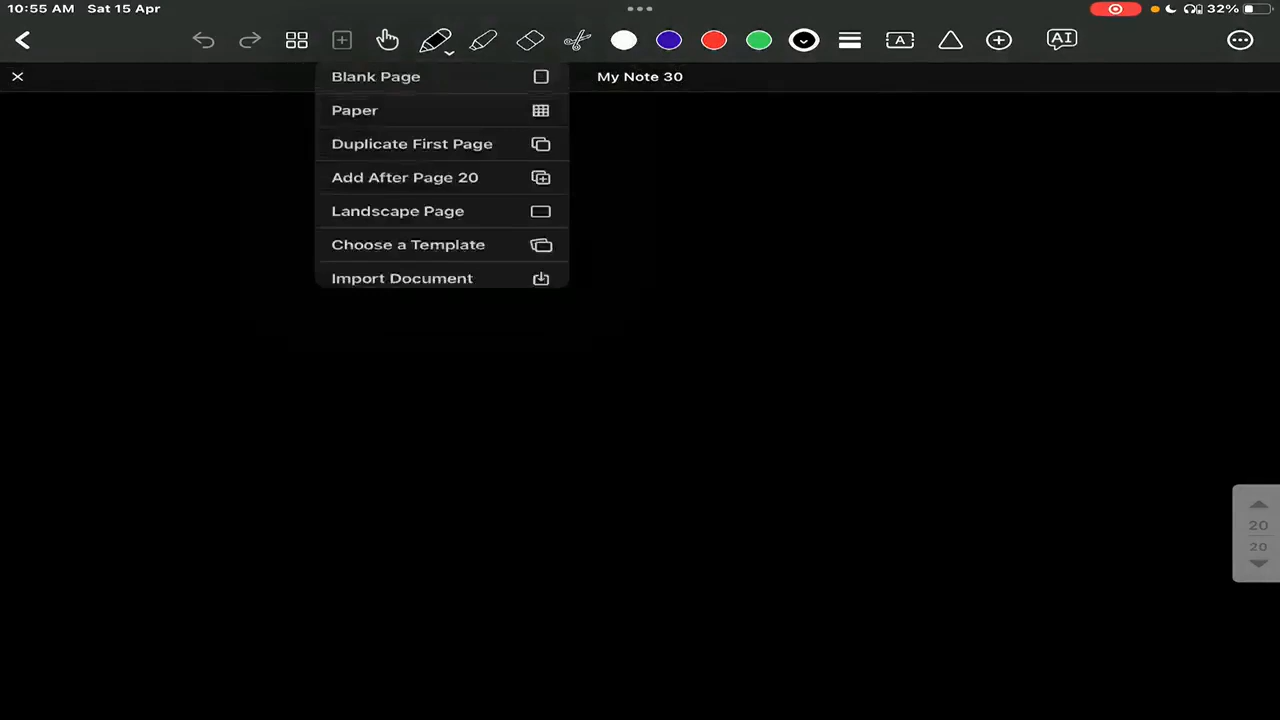 10:55 AM Sat 15 Apr
32%
A
AI
My Note 30
Blank Page
Paper
Duplicate First Page
Add After Page 20
Landscape Page
Choose a Template
Import Document
20
20